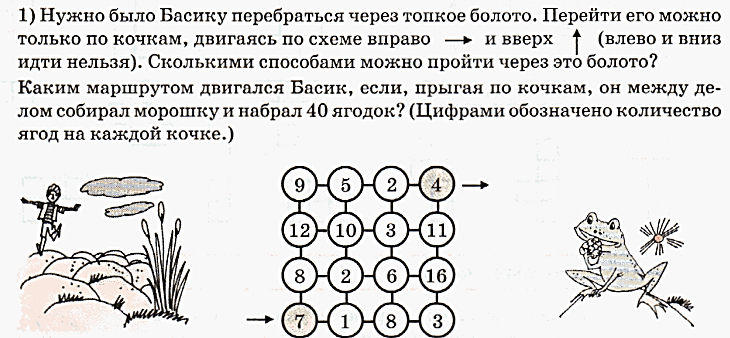 1) Нужно было Басику перебраться через топкое болото. Перейти его можно
только по кочкам, двигаясь по схеме вправо → и вверх ↑ (влево и вниз
идти нельзя). Сколькими способами можно пройти через это болото?
Каким маршрутом двигался Басик, если, прыгая по кочкам, он между де-
лом собирал морошку и набрал 40 ягодок? (Цифрами обозначено количество
ягод на каждой кочке.)
9 5 2 4
12 10 3 11
8 2 6 16
7 1 8 3